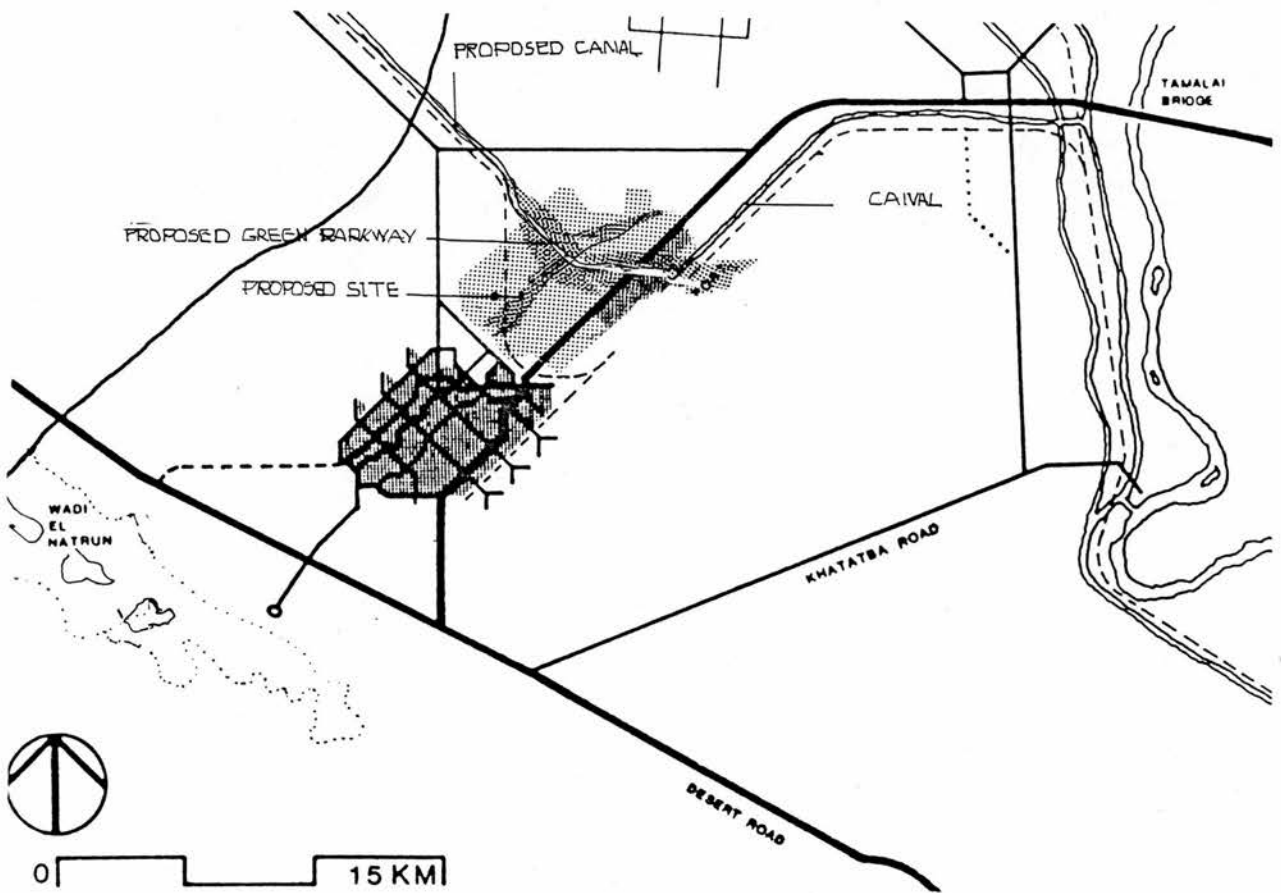 PROPOSED CANAL
TAMALAI
BRIDGE
CANAL
PROPOSED GREEN PARKWAY
PROPOSED SITE
WADI
EL
NATRUN
KHATATBA ROAD
DESERT ROAD
0 15 KM